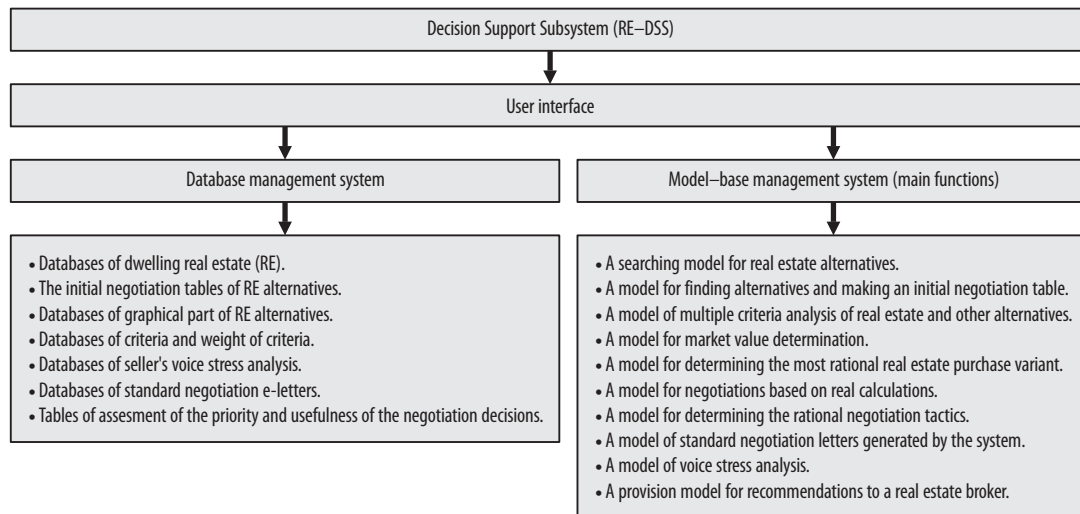 Decision Support Subsystem (RE–DSS)
User interface
Database management system
Model–base management system (main functions)
• Databases of dwelling real estate (RE).
• The initial negotiation tables of RE alternatives.
• Databases of graphical part of RE alternatives.
• Databases of criteria and weight of criteria.
• Databases of seller's voice stress analysis.
• Databases of standard negotiation e-letters.
• Tables of assesment of the priority and usefulness of the negotiation decisions.
• A searching model for real estate alternatives.
• A model for finding alternatives and making an initial negotiation table.
• A model of multiple criteria analysis of real estate and other alternatives.
• A model for market value determination.
• A model for determining the most rational real estate purchase variant.
• A model for negotiations based on real calculations.
• A model for determining the rational negotiation tactics.
• A model of standard negotiation letters generated by the system.
• A model of voice stress analysis.
• A provision model for recommendations to a real estate broker.